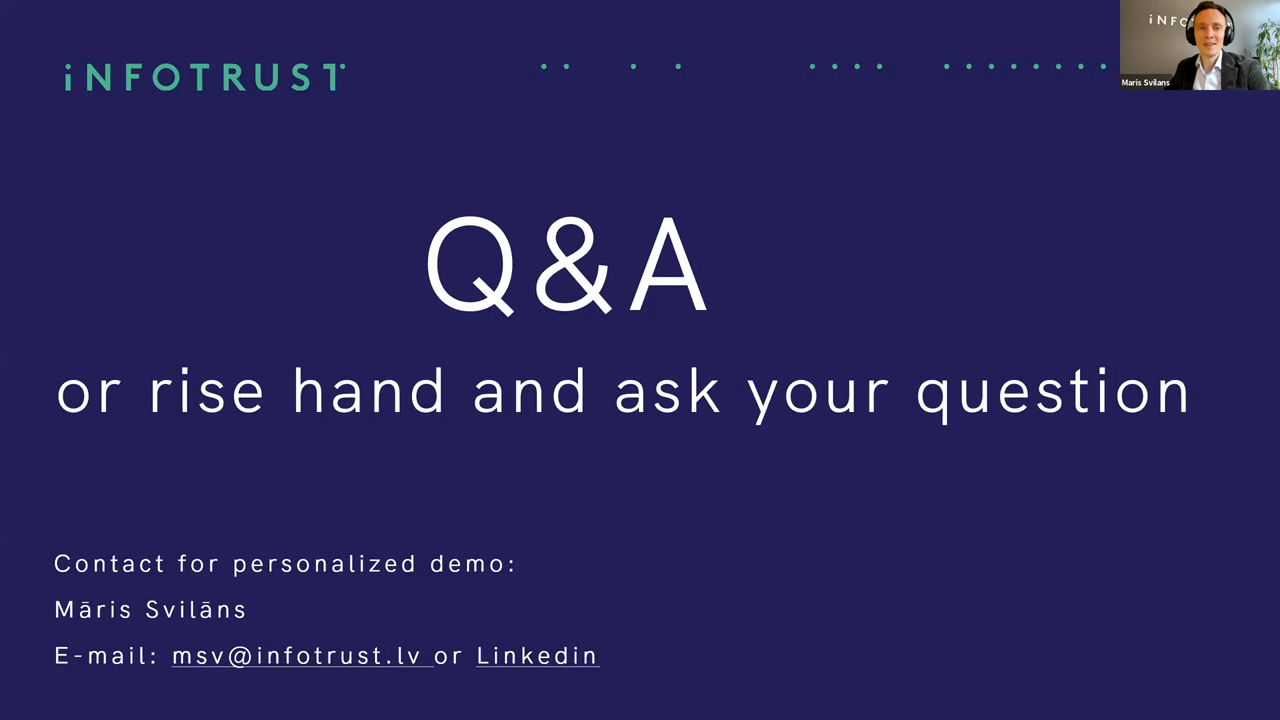 iNFOTRUST
iNFO
Maris Svilans
Q&A
or rise hand and ask your question
Contact for personalized demo:
Māris Svilāns
E-mail: msv@infotrust.lv or Linkedin